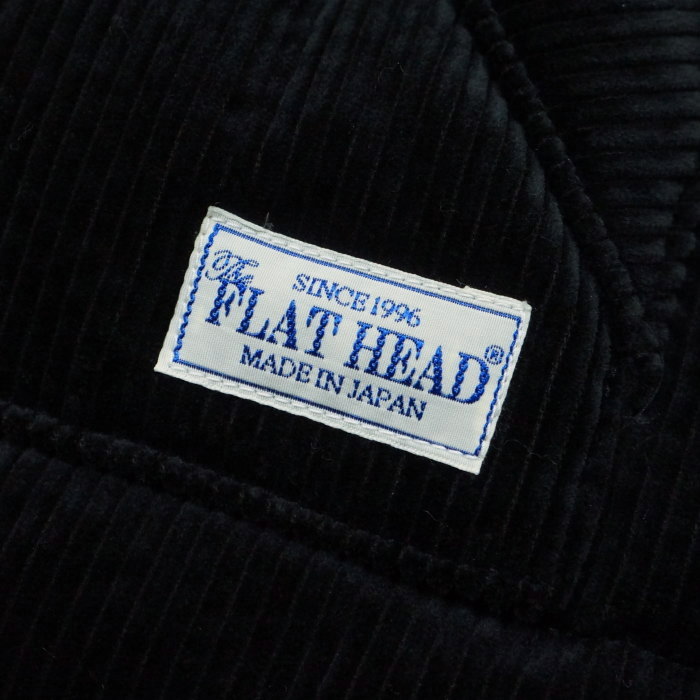 SINCE 1996
The
FLAT HEAD®
MADE IN JAPAN